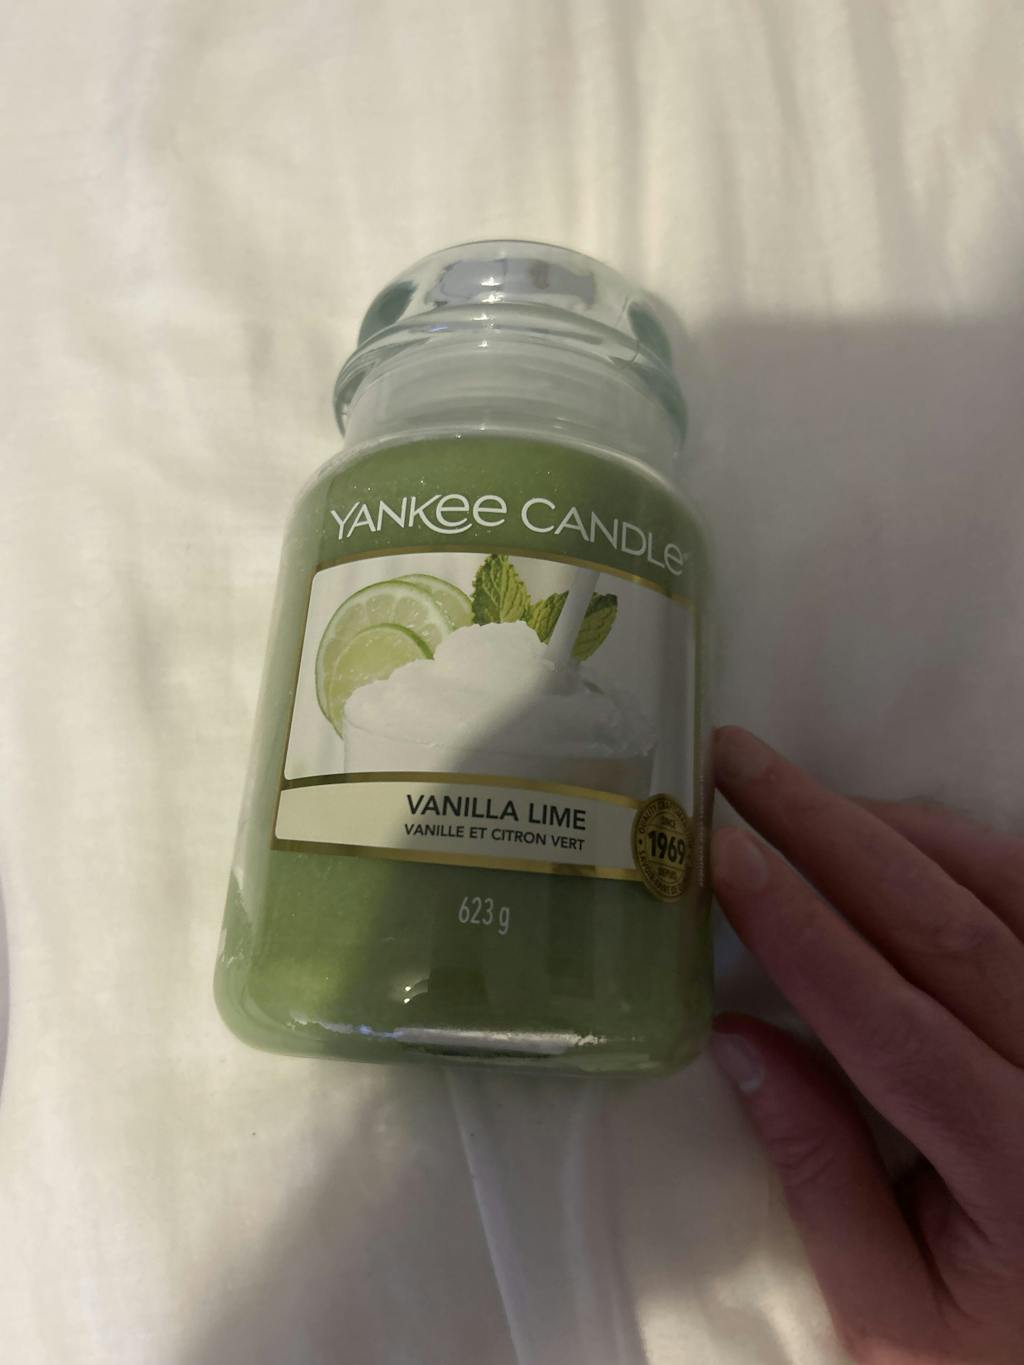 YANKEE CANDLE
VANILLA LIME
VANILLE ET CITRON VERT
1969
623 g